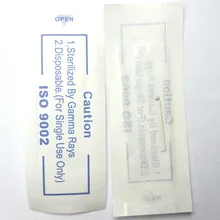 OPEN
Caution
1.Sterilized By Gamma Rays
2.Disposable.(For Single Use Only)
ISO 9002